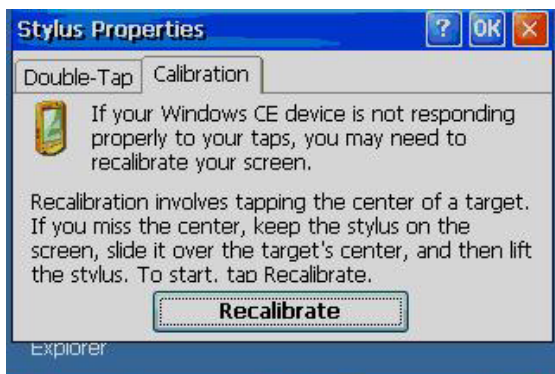 Stylus Properties ? OK
Double-Tap Calibration
If your Windows CE device is not responding
properly to your taps, you may need to
recalibrate your screen.
Recalibration involves tapping the center of a target.
If you miss the center, keep the stylus on the
screen, slide it over the target's center, and then lift
the stylus. To start, tap Recalibrate.
Recalibrate
Explorer